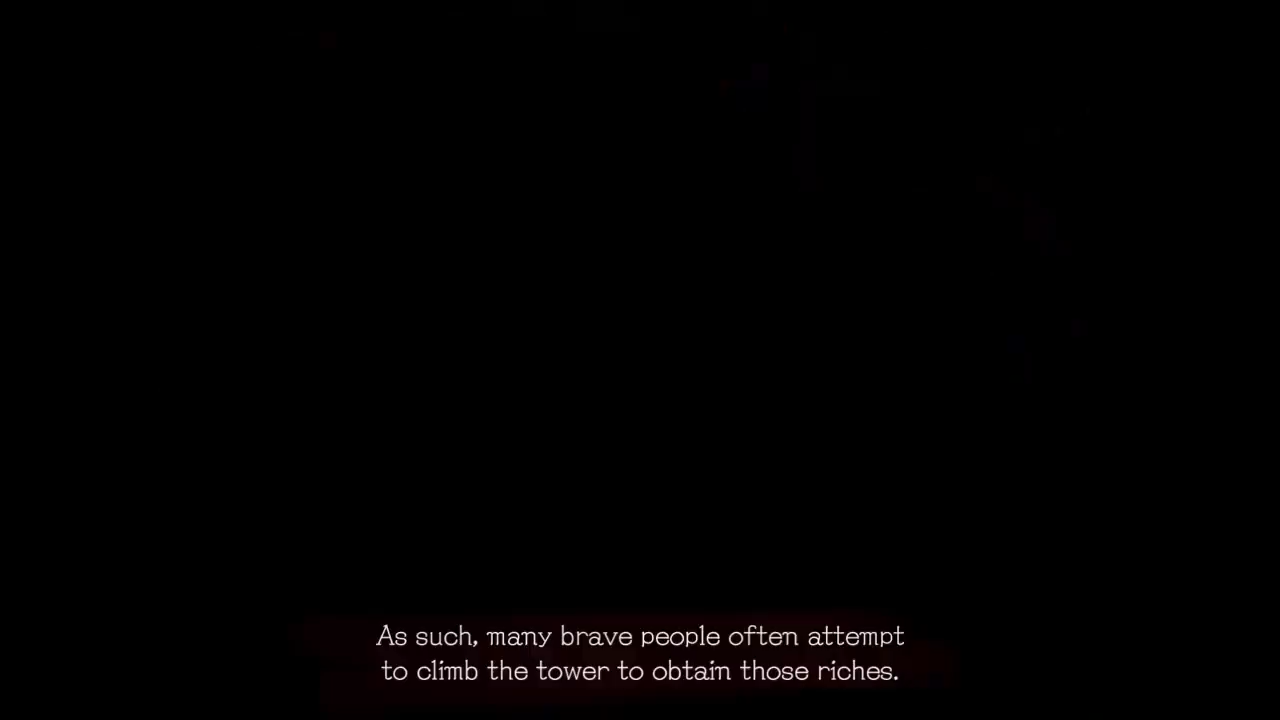 As such, many brave people often attempt
to climb the tower to obtain those riches.